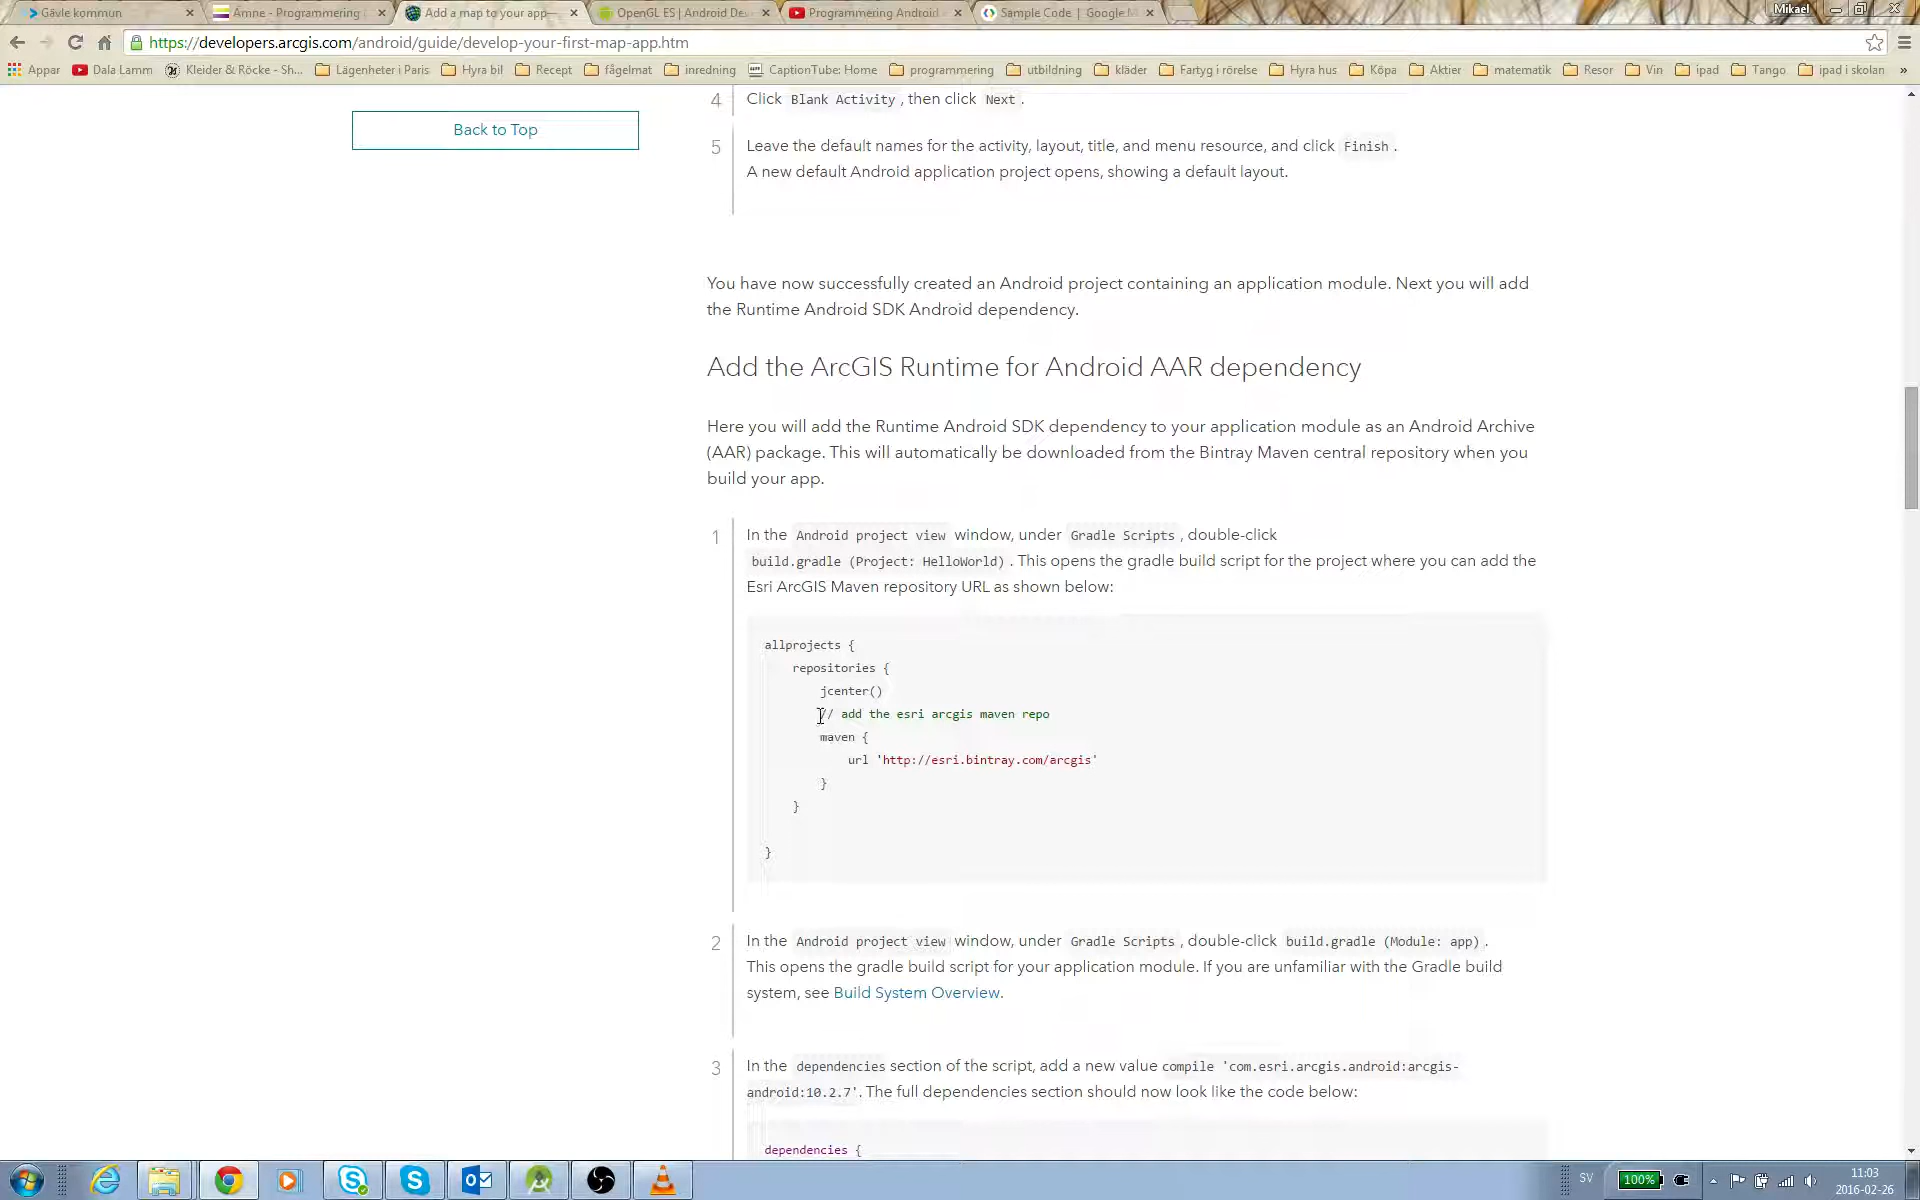 Gävle kommun
Ämne - Programmering
Add a map to your app—
OpenGL ES | Android De
Programmering Android
Sample Code | Google M
Mikael
https://developers.arcgis.com/android/guide/develop-your-first-map-app.htm
Appar
Dala Lamm
Kleider & Röcke - Sh...
Lägenheter i Paris
Hyra bil
Recept
fågelmat
inredning
CaptionTube: Home
programmering
utbildning
kläder
Fartyg i rörelse
Hyra hus
Köpa
Aktier
matematik
Resor
Vin
ipad
Tango
ipad i skolan
»
Back to Top
4 Click Blank Activity , then click Next .
5 Leave the default names for the activity, layout, title, and menu resource, and click Finish .
A new default Android application project opens, showing a default layout.
You have now successfully created an Android project containing an application module. Next you will add
the Runtime Android SDK Android dependency.
Add the ArcGIS Runtime for Android AAR dependency
Here you will add the Runtime Android SDK dependency to your application module as an Android Archive
(AAR) package. This will automatically be downloaded from the Bintray Maven central repository when you
build your app.
1 In the Android project view window, under Gradle Scripts , double-click
build.gradle (Project: HelloWorld) . This opens the gradle build script for the project where you can add the
Esri ArcGIS Maven repository URL as shown below:
allprojects {
repositories {
jcenter()
// add the esri arcgis maven repo
maven {
url 'http://esri.bintray.com/arcgis'
}
}
}
2 In the Android project view window, under Gradle Scripts , double-click build.gradle (Module: app) .
This opens the gradle build script for your application module. If you are unfamiliar with the Gradle build
system, see Build System Overview.
3 In the dependencies section of the script, add a new value compile 'com.esri.arcgis.android:arcgis-
android:10.2.7'. The full dependencies section should now look like the code below:
dependencies {
SV
100%
11:03
2016-02-26